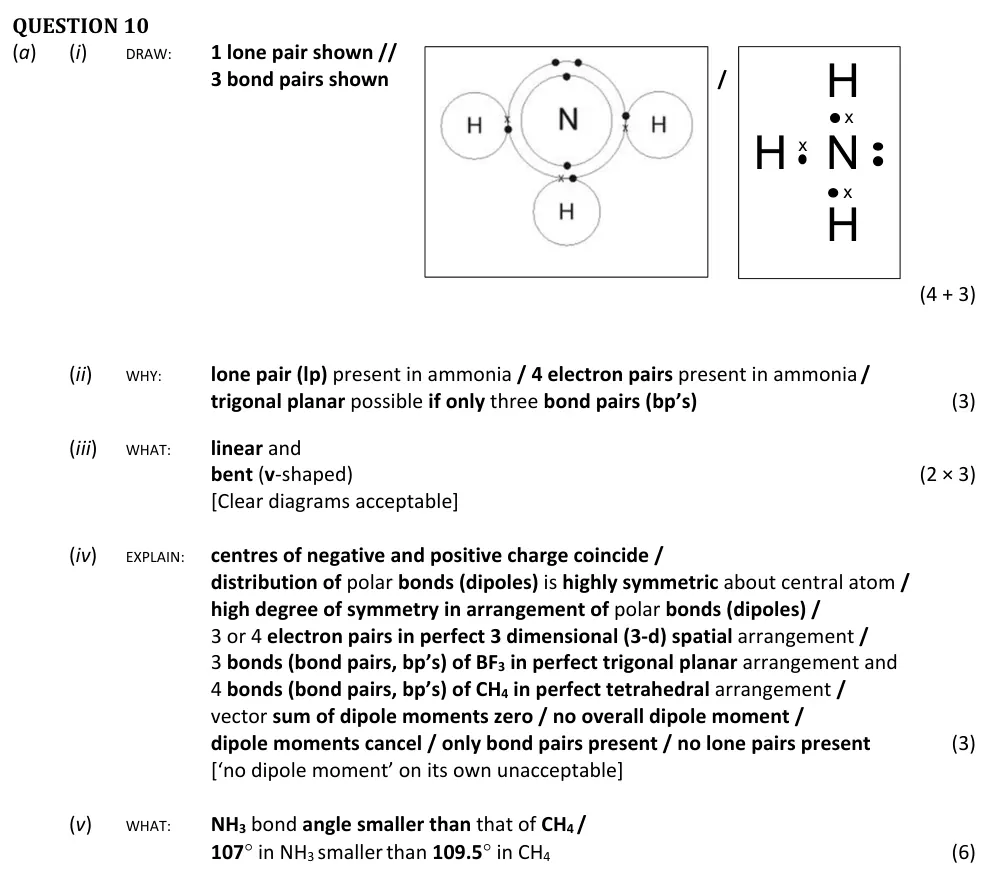 QUESTION 10
(a) (i) DRAW: 1 lone pair shown //
3 bond pairs shown
H N H
H
/
H
● x
H x ● N ● ●
● x
H
(4 + 3)
(ii) WHY: lone pair (lp) present in ammonia / 4 electron pairs present in ammonia /
trigonal planar possible if only three bond pairs (bp’s) (3)
(iii) WHAT: linear and
bent (v-shaped) (2 × 3)
[Clear diagrams acceptable]
(iv) EXPLAIN: centres of negative and positive charge coincide /
distribution of polar bonds (dipoles) is highly symmetric about central atom /
high degree of symmetry in arrangement of polar bonds (dipoles) /
3 or 4 electron pairs in perfect 3 dimensional (3-d) spatial arrangement /
3 bonds (bond pairs, bp’s) of BF₃ in perfect trigonal planar arrangement and
4 bonds (bond pairs, bp’s) of CH₄ in perfect tetrahedral arrangement /
vector sum of dipole moments zero / no overall dipole moment /
dipole moments cancel / only bond pairs present / no lone pairs present (3)
[‘no dipole moment’ on its own unacceptable]
(v) WHAT: NH₃ bond angle smaller than that of CH₄ /
107° in NH₃ smaller than 109.5° in CH₄ (6)